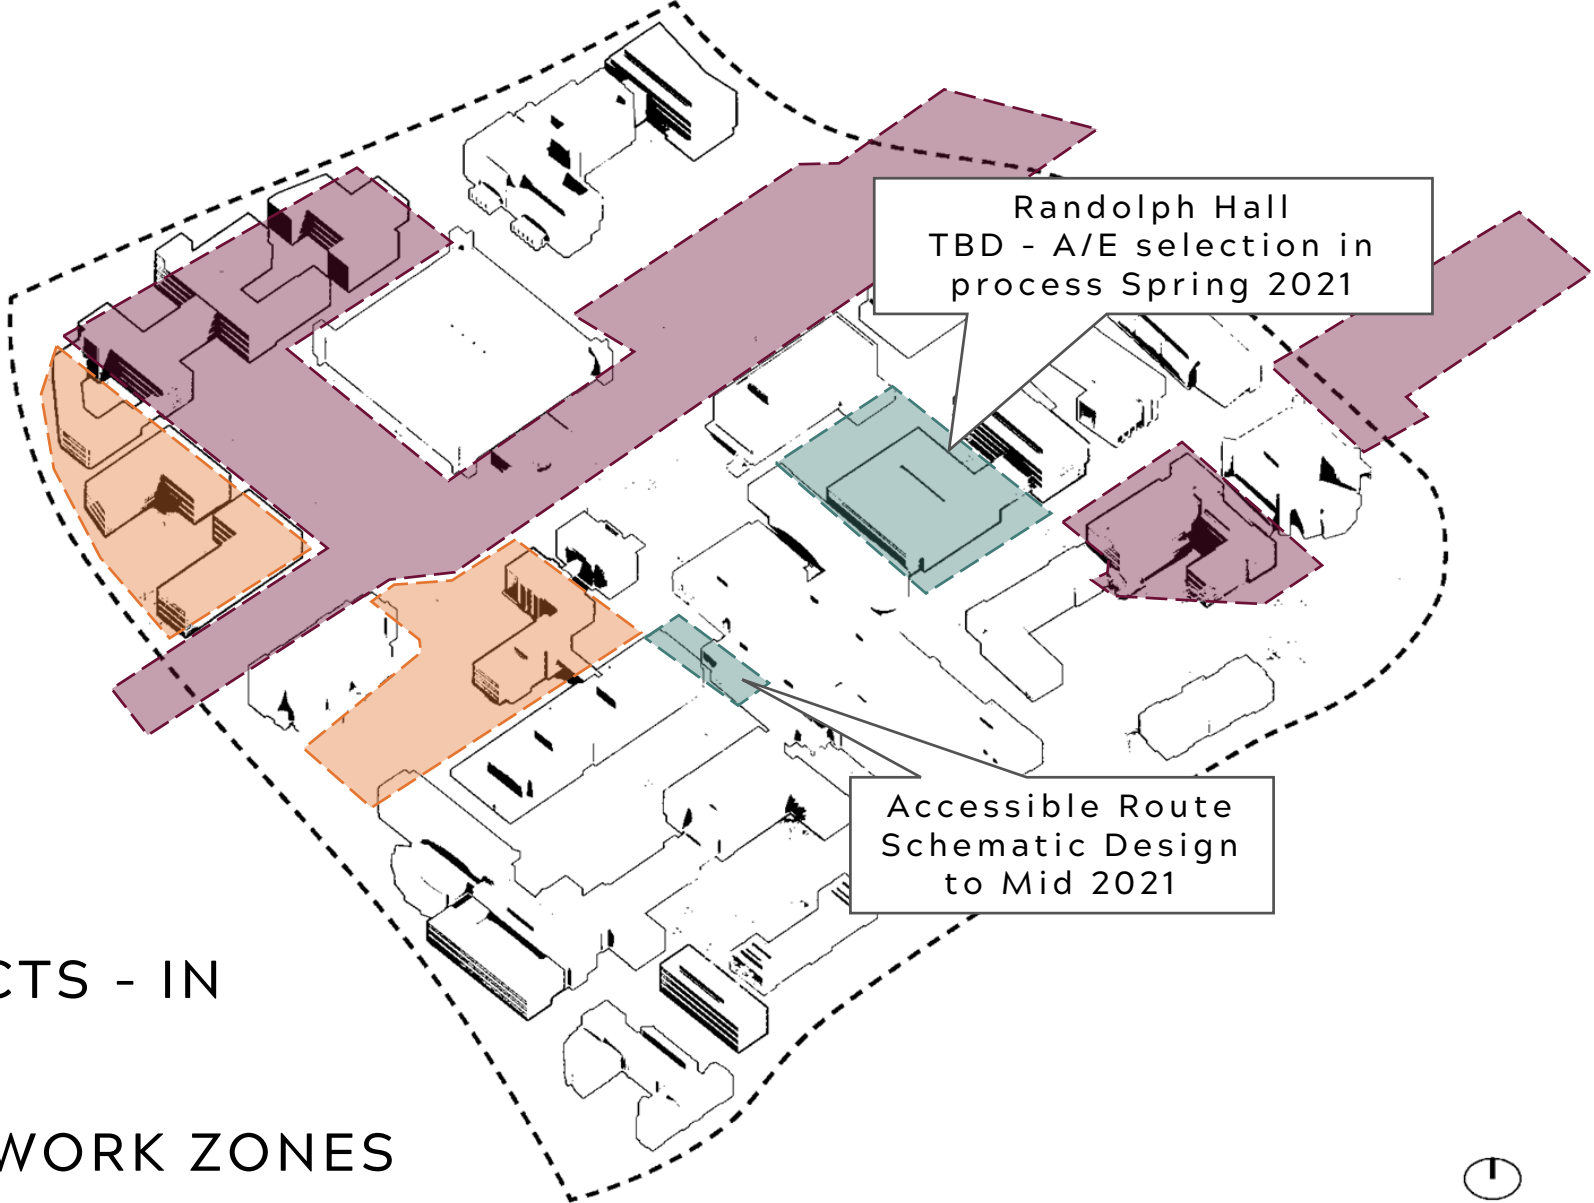 Randolph Hall
TBD - A/E selection in
process Spring 2021
Accessible Route
Schematic Design
to Mid 2021
CTS - IN
WORK ZONES